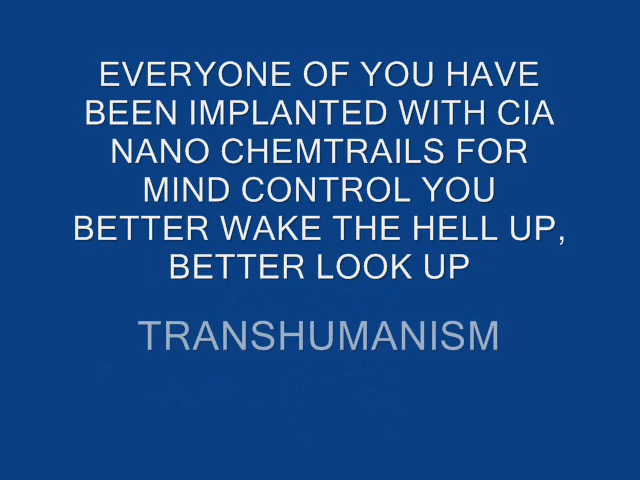 EVERYONE OF YOU HAVE
BEEN IMPLANTED WITH CIA
NANO CHEMTRAILS FOR
MIND CONTROL YOU
BETTER WAKE THE HELL UP,
BETTER LOOK UP
TRANSHUMANISM